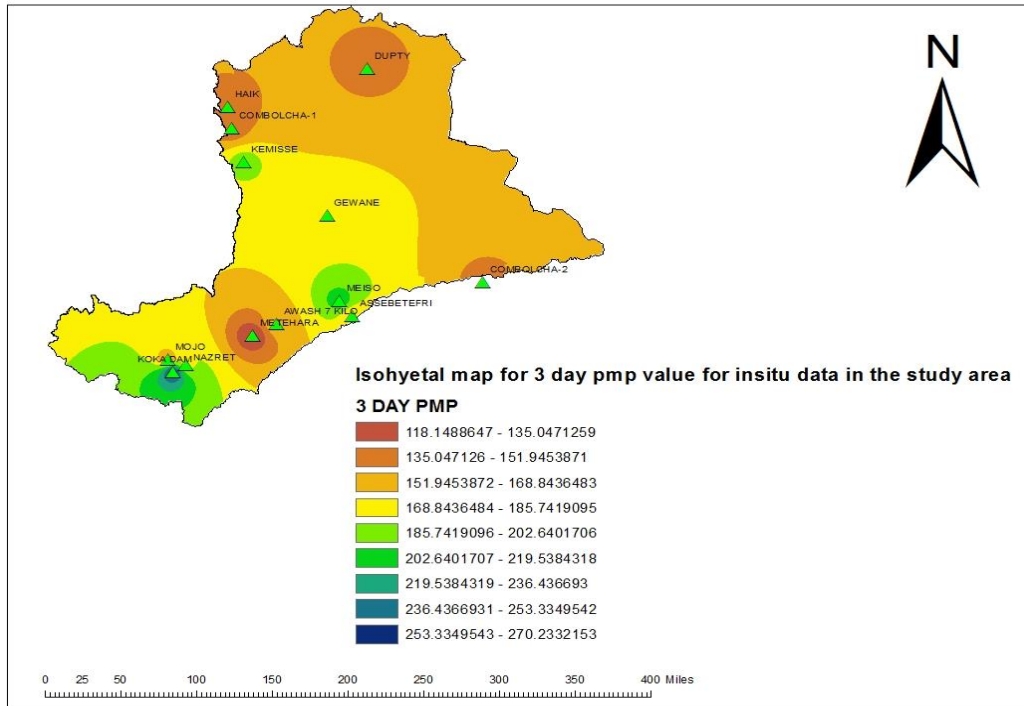 N
DUPTY
HAIK
COMBOLCHA-1
KEMISSE
GEWANE
COMBOLCHA-2
MEISO
ASSEBETEFRI
AWASH 7 KILO
METEHARA
MOJO
KOKA DAM NAZRET
Isohyetal map for 3 day pmp value for insitu data in the study area
3 DAY PMP
118.1488647 - 135.0471259
135.047126 - 151.9453871
151.9453872 - 168.8436483
168.8436484 - 185.7419095
185.7419096 - 202.6401706
202.6401707 - 219.5384318
219.5384319 - 236.436693
236.4366931 - 253.3349542
253.3349543 - 270.2332153
0 25 50 100 150 200 250 300 350 400 Miles